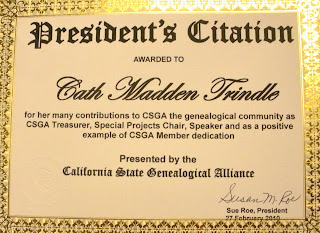 President's Citation
AWARDED TO
Cath Madden Trindle
for her many contributions to CSGA the genealogical community as
CSGA Treasurer, Special Projects Chair, Speaker and as a positive
example of CSGA Member dedication
Presented by the
California State Genealogical Alliance
Susan M. Roe
Sue Roe, President
27 February 2010